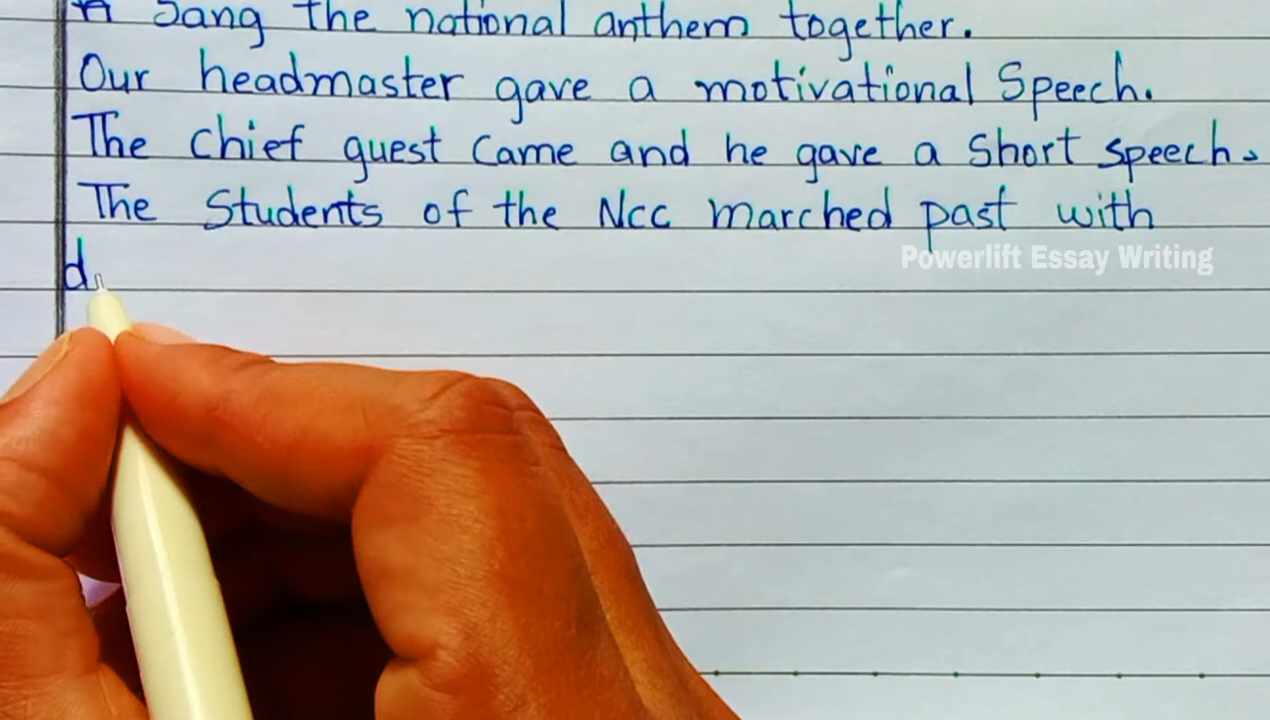 Sang the national anthem together.
Our headmaster gave a motivational Speech.
The chief guest came and he gave a short speech.
The Students of the Ncc marched past with
Powerlift Essay Writing
d